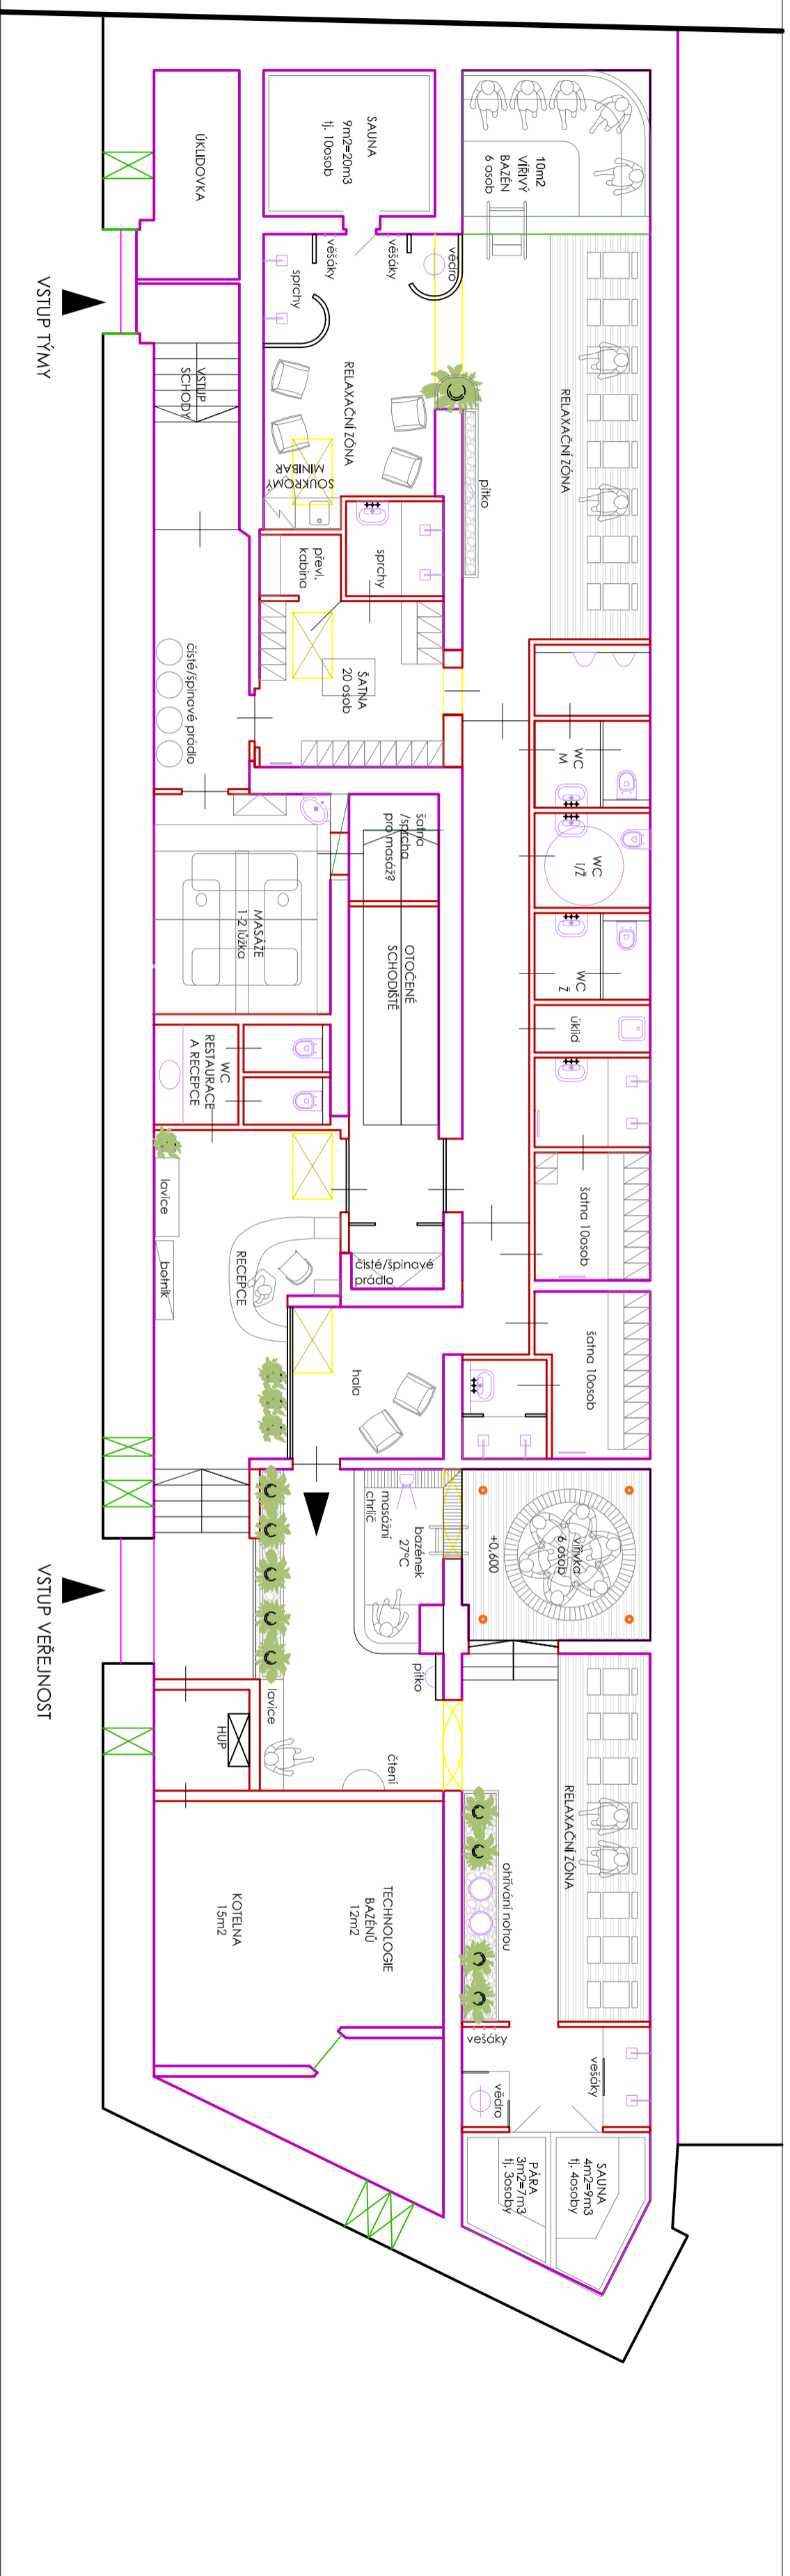 ÚKLIDOVKA
SAUNA
9m2=20m3
tj. 10osob
10m2
VÍŘIVÝ
BAZÉN
6 osob
věšáky
věšáky
vědro
sprchy
VSTUP TÝMY
VSTUP
SCHODY
RELAXAČNÍ ZÓNA
RELAXAČNÍ ZÓNA
SOUKROMÝ
MINIBAR
pítko
převl.
kabina
sprchy
čisté/špinavé prádlo
ŠATNA
20 osob
WC
M
WC
i/Ž
WC
Ž
úklid
šatna
/sprcha
pro masáž?
MASÁŽE
1-2 lůžka
OTOČENÉ
SCHODIŠTĚ
WC
RESTAURACE
A RECEPCE
lavice
botník
RECEPCE
čisté/špinavé
prádlo
šatna 10osob
šatna 10osob
hala
masážní
chrlič
bazének
27°C
+0,600
vířivka
6 osob
VSTUP VEŘEJNOST
pítko
lavice
HUP
čtení
RELAXAČNÍ ZÓNA
ohřívání nohou
KOTELNA
15m2
TECHNOLOGIE
BAZÉNŮ
12m2
vešáky
vešáky
vědro
PÁRA
3m2=7m3
tj. 3osoby
SAUNA
4m2=9m3
tj. 4osoby